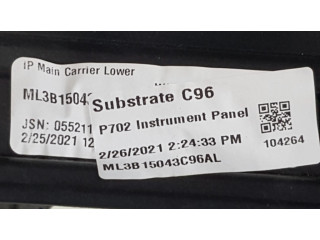 IP Main Carrier Lower
ML3B15043
JSN: 055211
2/25/2021 12
Substrate C96
P702 Instrument Panel
2/26/2021 2:24:33 PM
ML3B15043C96AL
104264